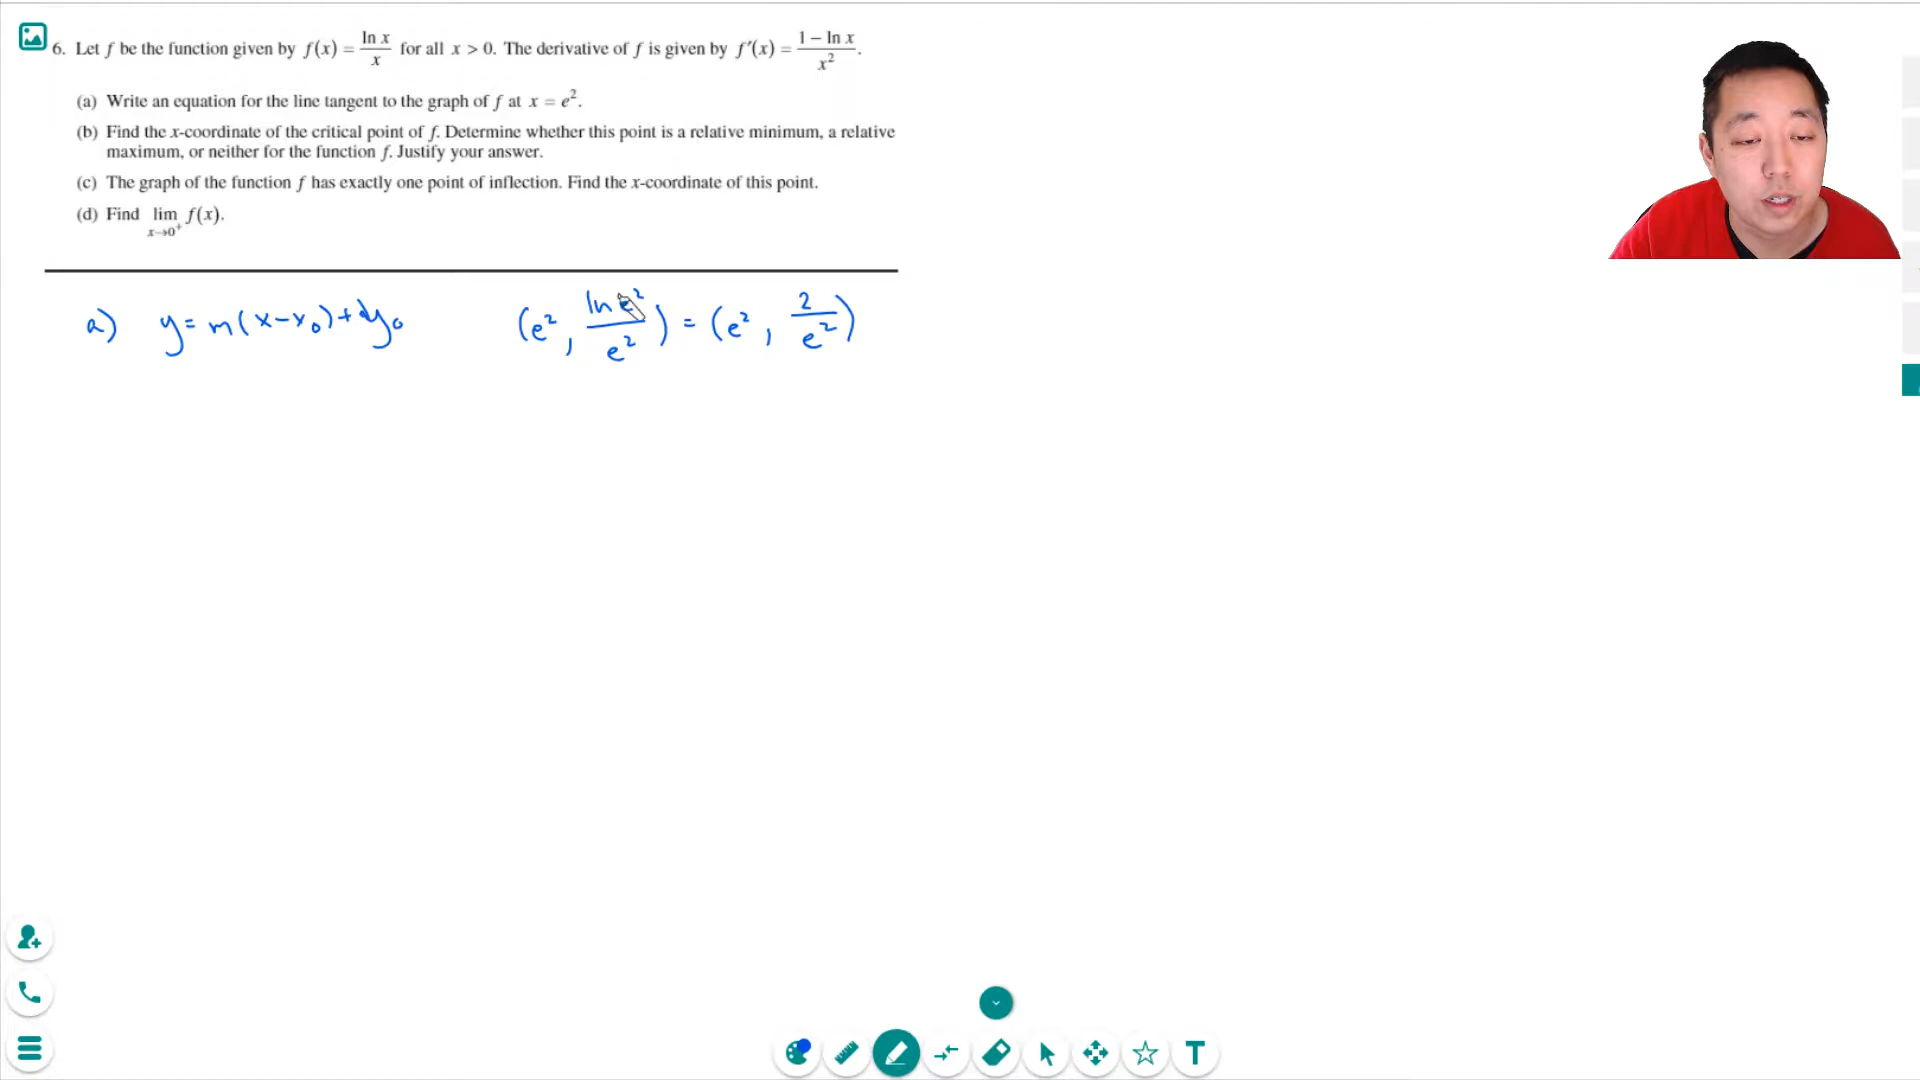 6. Let f be the function given by f(x) = ln x / x for all x > 0. The derivative of f is given by f′(x) = (1 − ln x) / x².
(a) Write an equation for the line tangent to the graph of f at x = e².
(b) Find the x-coordinate of the critical point of f. Determine whether this point is a relative minimum, a relative
maximum, or neither for the function f. Justify your answer.
(c) The graph of the function f has exactly one point of inflection. Find the x-coordinate of this point.
(d) Find lim x→0⁺ f(x).
a) y = m(x − x₀) + y₀ (e², ln e² / e²) = (e², 2 / e²)
T